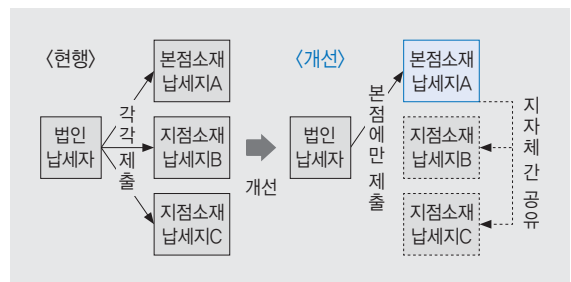 〈현행〉
법인
납세자
각각 제출
본점소재
납세지A
지점소재
납세지B
지점소재
납세지C
개선
〈개선〉
법인
납세자
본점에만 제출
본점소재
납세지A
지점소재
납세지B
지점소재
납세지C
지자체 간 공유